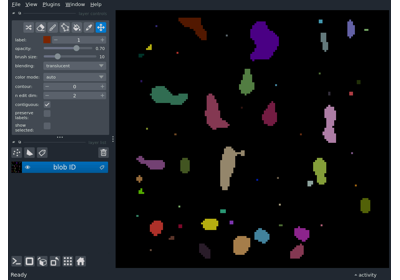 File View Plugins Window Help
label: 1
opacity: 0.70
brush size: 10
blending: translucent
color mode: auto
contour: 0
n edit dim: 2
contiguous:
preserve labels:
show selected:
blob ID
Ready
activity